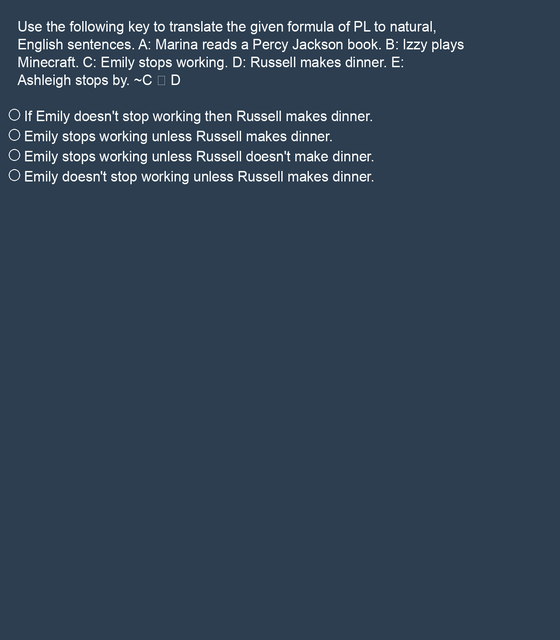 Use the following key to translate the given formula of PL to natural,
English sentences. A: Marina reads a Percy Jackson book. B: Izzy plays
Minecraft. C: Emily stops working. D: Russell makes dinner. E:
Ashleigh stops by. ~C  D
If Emily doesn't stop working then Russell makes dinner.
Emily stops working unless Russell makes dinner.
Emily stops working unless Russell doesn't make dinner.
Emily doesn't stop working unless Russell makes dinner.